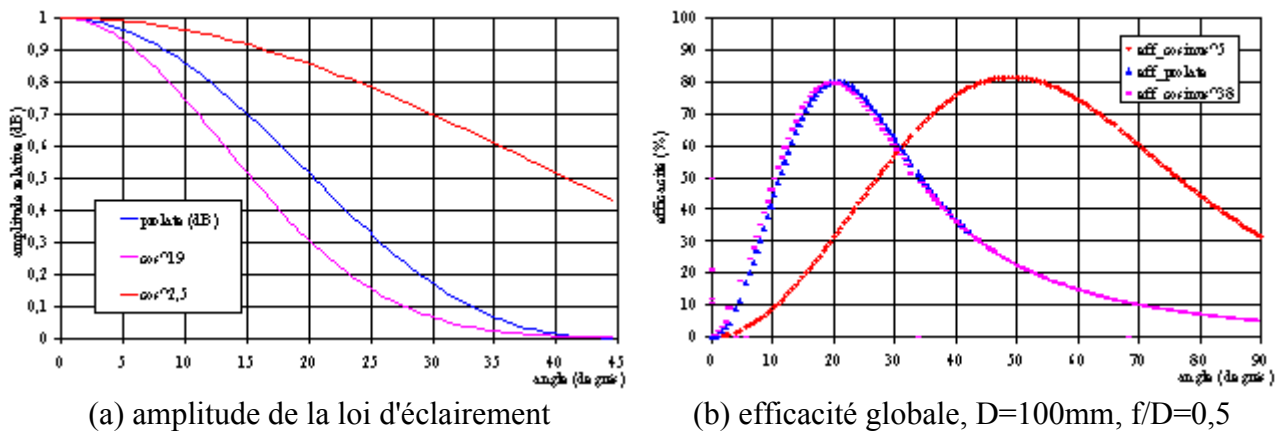 1
0,9
0,8
0,7
0,6
0,5
0,4
0,3
0,2
0,1
0
amplitude relative (dB)
prolate (dB)
cos^19
cos^2,5
0 5 10 15 20 25 30 35 40 45
angle (degrés)
(a) amplitude de la loi d'éclairement
100
90
80
70
60
50
40
30
20
10
0
efficacité (%)
eff_cosinus^5
eff_prolate
eff_cosinus^38
0 10 20 30 40 50 60 70 80 90
angle (degrés)
(b) efficacité globale, D=100mm, f/D=0,5